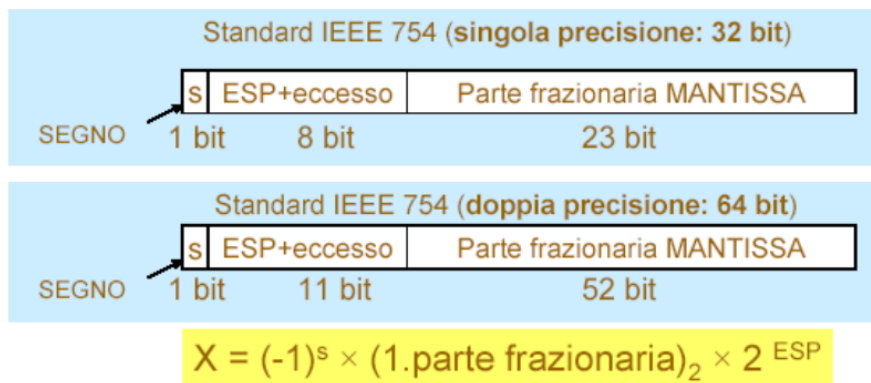 Standard IEEE 754 (singola precisione: 32 bit)
s ESP+eccesso Parte frazionaria MANTISSA
SEGNO 1 bit 8 bit 23 bit
Standard IEEE 754 (doppia precisione: 64 bit)
s ESP+eccesso Parte frazionaria MANTISSA
SEGNO 1 bit 11 bit 52 bit
X = (-1)ˢ × (1.parte frazionaria)₂ × 2 ᴱˢᴾ